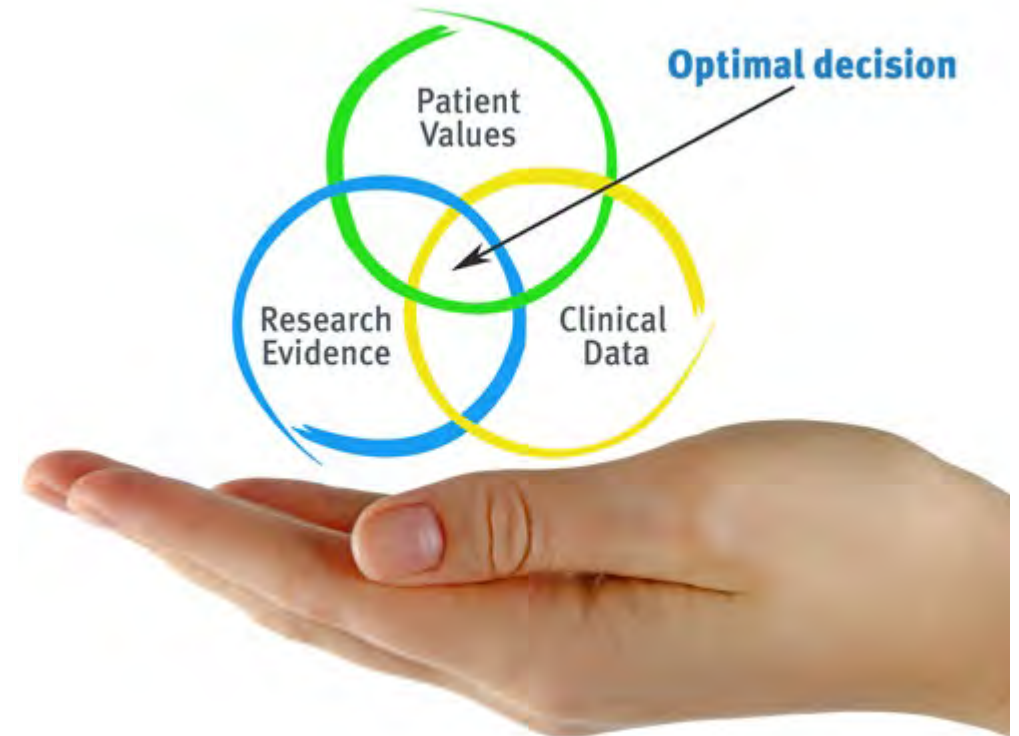 Optimal decision
Patient
Values
Research
Evidence
Clinical
Data